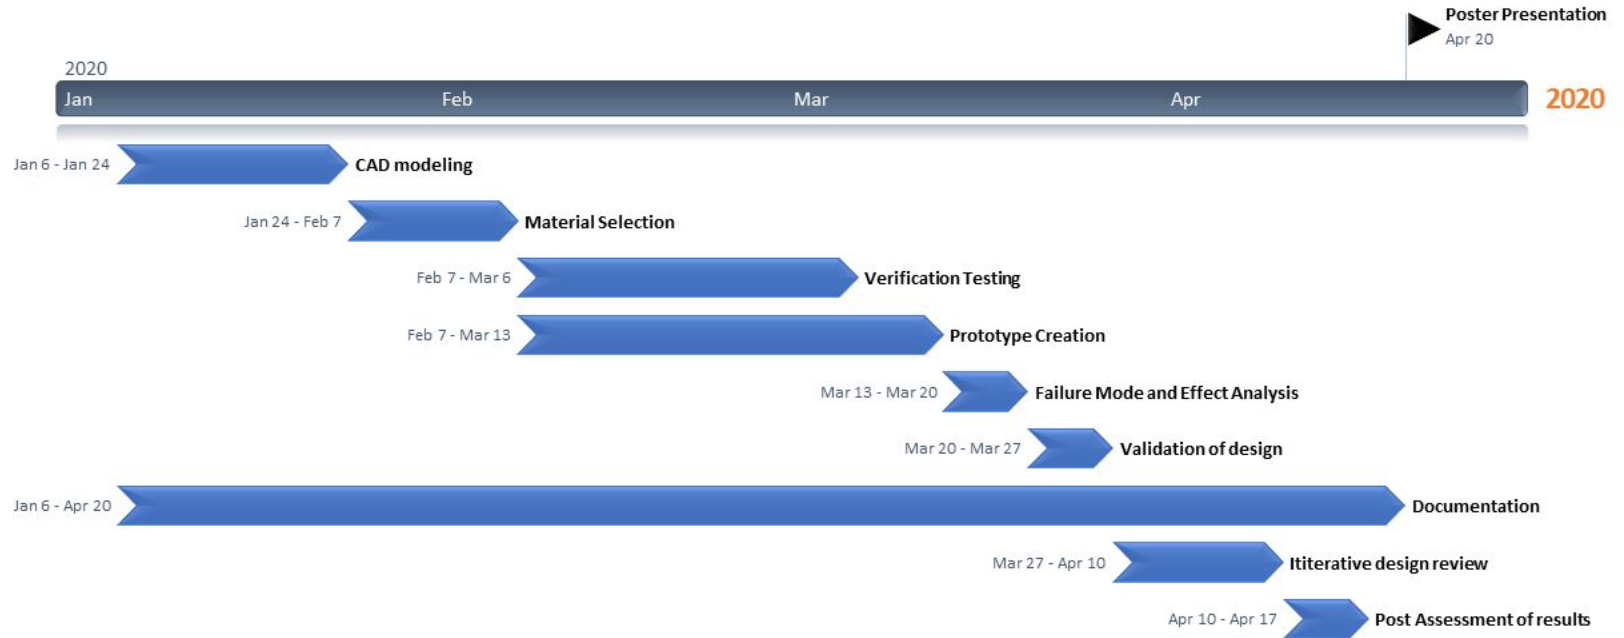 Poster Presentation
Apr 20
2020
Jan Feb Mar Apr 2020
Jan 6 - Jan 24 CAD modeling
Jan 24 - Feb 7 Material Selection
Feb 7 - Mar 6 Verification Testing
Feb 7 - Mar 13 Prototype Creation
Mar 13 - Mar 20 Failure Mode and Effect Analysis
Mar 20 - Mar 27 Validation of design
Jan 6 - Apr 20 Documentation
Mar 27 - Apr 10 Ititerative design review
Apr 10 - Apr 17 Post Assessment of results